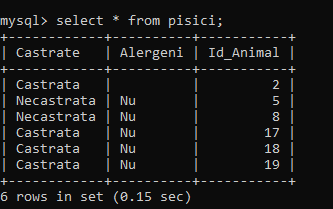 mysql> select * from pisici;
+------------+----------+-----------+
| Castrate   | Alergeni | Id_Animal |
+------------+----------+-----------+
| Castrata   |          |         2 |
| Necastrata | Nu       |         5 |
| Necastrata | Nu       |         8 |
| Castrata   | Nu       |        17 |
| Castrata   | Nu       |        18 |
| Castrata   | Nu       |        19 |
+------------+----------+-----------+
6 rows in set (0.15 sec)